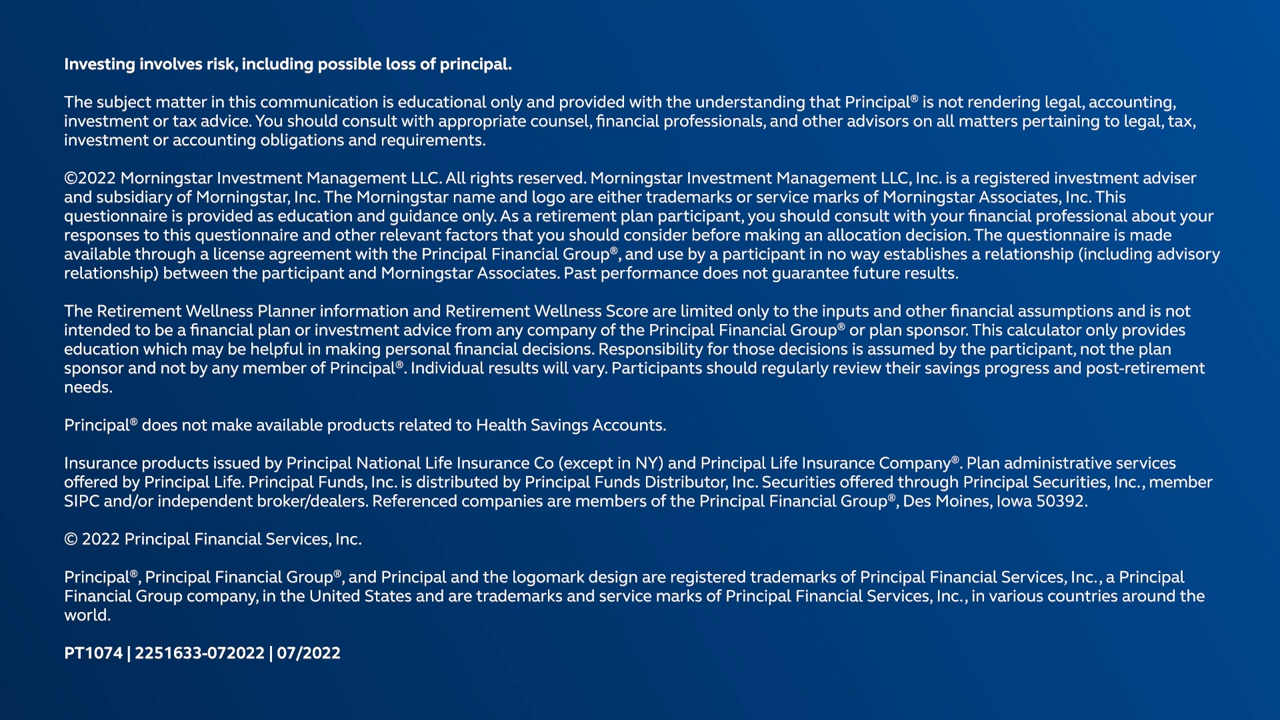 Investing involves risk, including possible loss of principal.
The subject matter in this communication is educational only and provided with the understanding that Principal® is not rendering legal, accounting,
investment or tax advice. You should consult with appropriate counsel, financial professionals, and other advisors on all matters pertaining to legal, tax,
investment or accounting obligations and requirements.
©2022 Morningstar Investment Management LLC. All rights reserved. Morningstar Investment Management LLC, Inc. is a registered investment adviser
and subsidiary of Morningstar, Inc. The Morningstar name and logo are either trademarks or service marks of Morningstar Associates, Inc. This
questionnaire is provided as education and guidance only. As a retirement plan participant, you should consult with your financial professional about your
responses to this questionnaire and other relevant factors that you should consider before making an allocation decision. The questionnaire is made
available through a license agreement with the Principal Financial Group®, and use by a participant in no way establishes a relationship (including advisory
relationship) between the participant and Morningstar Associates. Past performance does not guarantee future results.
The Retirement Wellness Planner information and Retirement Wellness Score are limited only to the inputs and other financial assumptions and is not
intended to be a financial plan or investment advice from any company of the Principal Financial Group® or plan sponsor. This calculator only provides
education which may be helpful in making personal financial decisions. Responsibility for those decisions is assumed by the participant, not the plan
sponsor and not by any member of Principal®. Individual results will vary. Participants should regularly review their savings progress and post-retirement
needs.
Principal® does not make available products related to Health Savings Accounts.
Insurance products issued by Principal National Life Insurance Co (except in NY) and Principal Life Insurance Company®. Plan administrative services
offered by Principal Life. Principal Funds, Inc. is distributed by Principal Funds Distributor, Inc. Securities offered through Principal Securities, Inc., member
SIPC and/or independent broker/dealers. Referenced companies are members of the Principal Financial Group®, Des Moines, Iowa 50392.
© 2022 Principal Financial Services, Inc.
Principal®, Principal Financial Group®, and Principal and the logomark design are registered trademarks of Principal Financial Services, Inc., a Principal
Financial Group company, in the United States and are trademarks and service marks of Principal Financial Services, Inc., in various countries around the
world.
PT1074 | 2251633-072022 | 07/2022